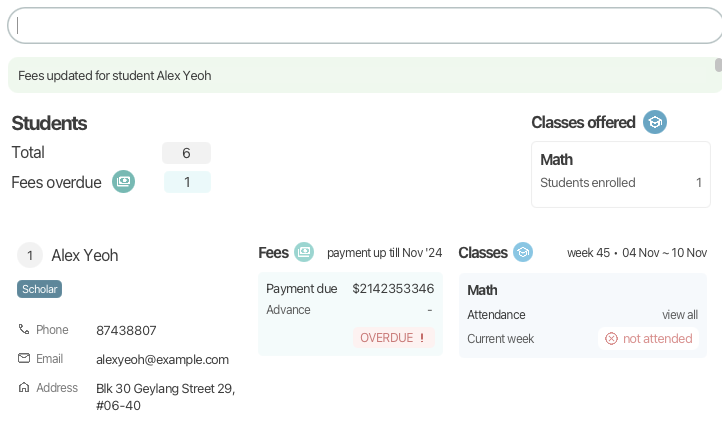 Fees updated for student Alex Yeoh
Students
Total 6
Fees overdue 1
Classes offered
Math
Students enrolled 1
1 Alex Yeoh
Scholar
Phone 87438807
Email alexyeoh@example.com
Address Blk 30 Geylang Street 29,
#06-40
Fees payment up till Nov '24
Payment due $2142353346
Advance -
OVERDUE !
Classes week 45 • 04 Nov ~ 10 Nov
Math
Attendance view all
Current week not attended